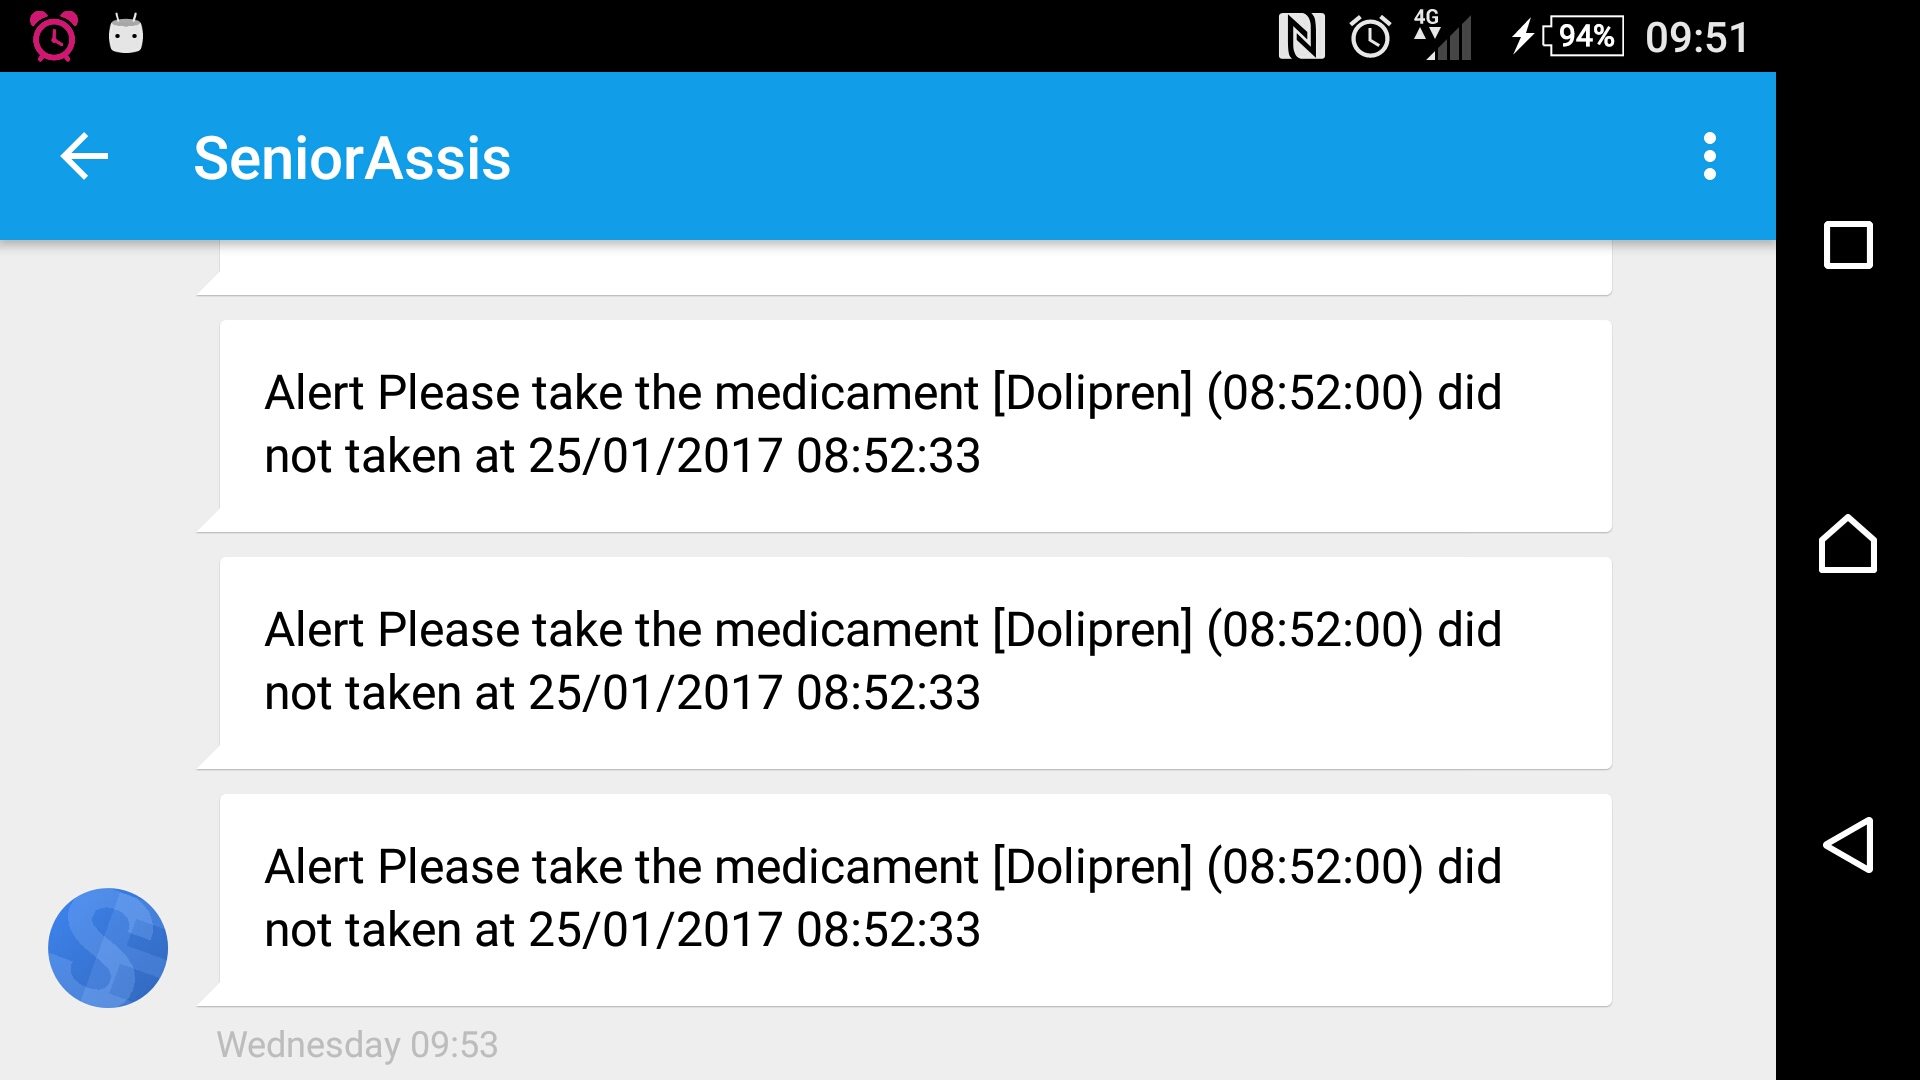 4G
94%
09:51
SeniorAssis
Alert Please take the medicament [Dolipren] (08:52:00) did
not taken at 25/01/2017 08:52:33
Alert Please take the medicament [Dolipren] (08:52:00) did
not taken at 25/01/2017 08:52:33
Alert Please take the medicament [Dolipren] (08:52:00) did
not taken at 25/01/2017 08:52:33
S
Wednesday 09:53